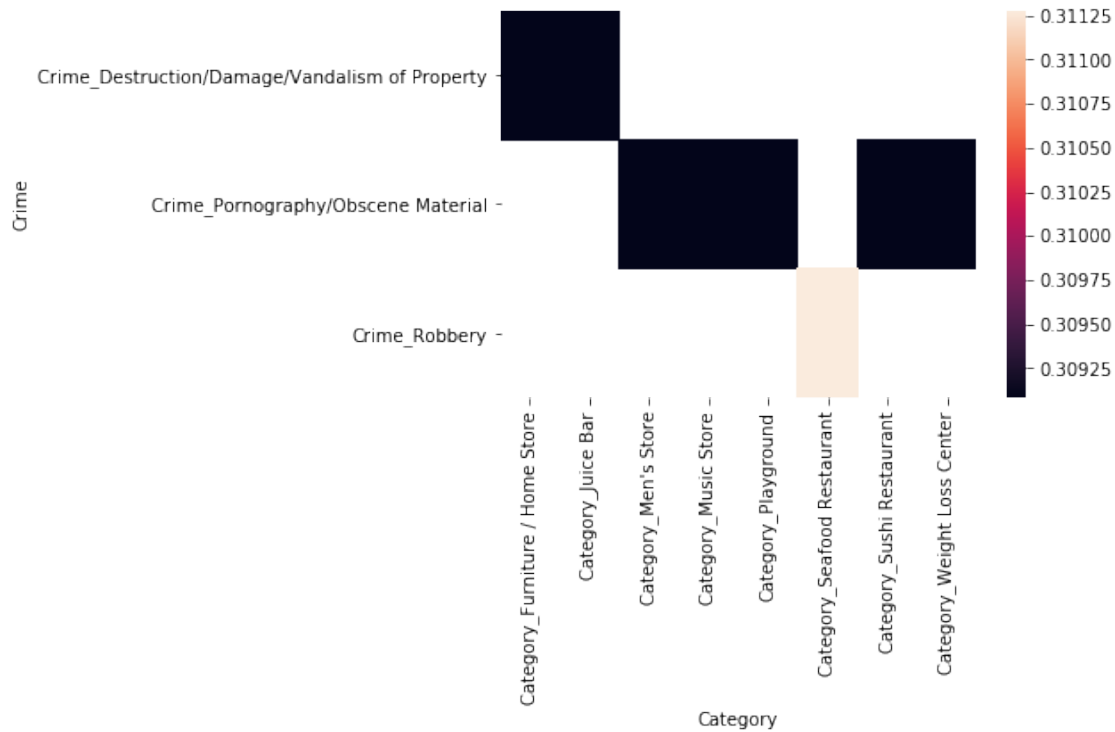 Crime
Crime_Destruction/Damage/Vandalism of Property
Crime_Pornography/Obscene Material
Crime_Robbery
Category_Furniture / Home Store
Category_Juice Bar
Category_Men's Store
Category_Music Store
Category_Playground
Category_Seafood Restaurant
Category_Sushi Restaurant
Category_Weight Loss Center
Category
0.31125
0.31100
0.31075
0.31050
0.31025
0.31000
0.30975
0.30950
0.30925